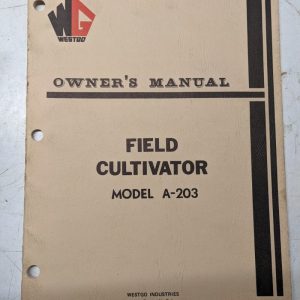 WG
WESTGO
OWNER'S MANUAL
FIELD
CULTIVATOR
MODEL A-203
WESTGO INDUSTRIES